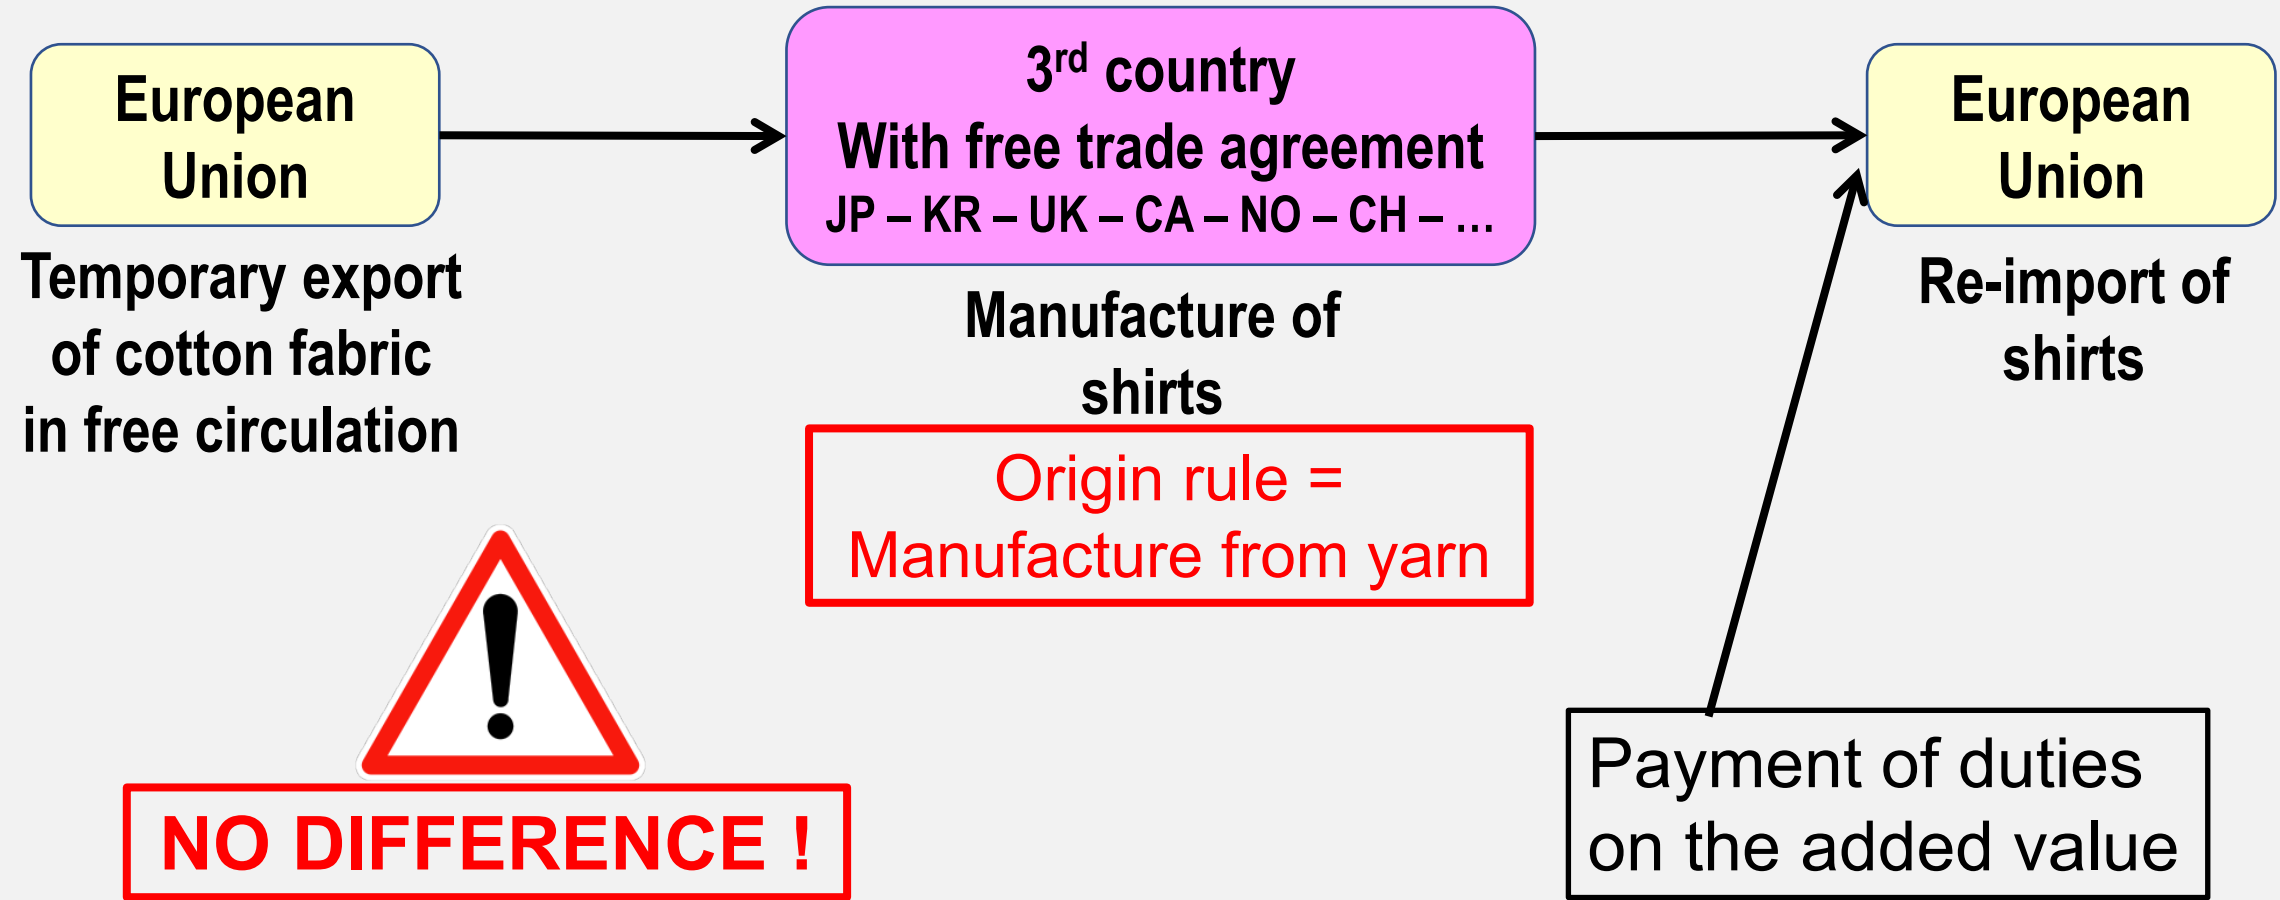 European
Union
Temporary export
of cotton fabric
in free circulation
3rd country
With free trade agreement
JP – KR – UK – CA – NO – CH – ...
Manufacture of
shirts
Origin rule =
Manufacture from yarn
European
Union
Re-import of
shirts
NO DIFFERENCE !
Payment of duties
on the added value